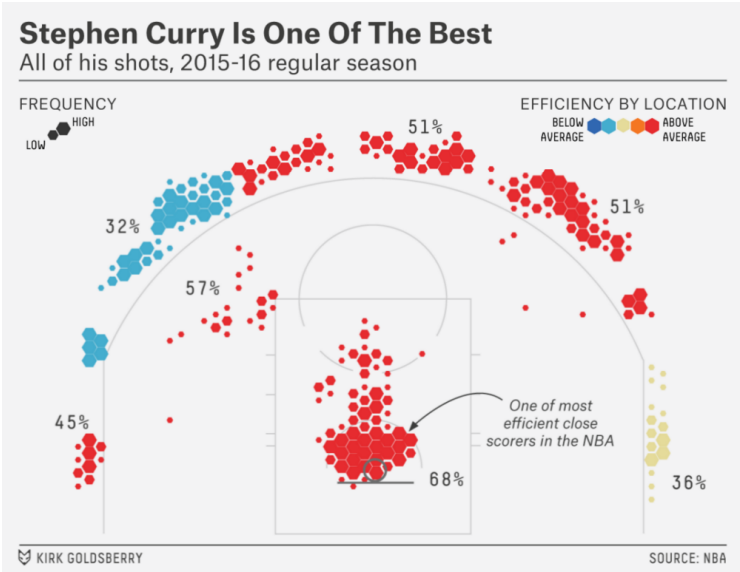 Stephen Curry Is One Of The Best
All of his shots, 2015-16 regular season
FREQUENCY
HIGH
LOW
EFFICIENCY BY LOCATION
BELOW
AVERAGE
ABOVE
AVERAGE
51%
51%
32%
57%
45%
One of most
efficient close
scorers in the NBA
68%
36%
KIRK GOLDSBERRY
SOURCE: NBA